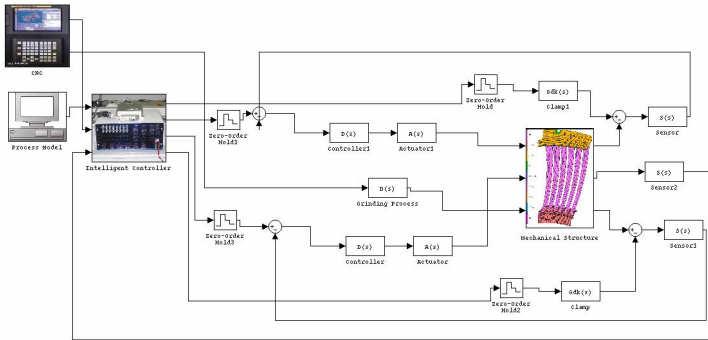 CNC
Process Model
Intelligent Controller
Zero-Order
Hold1
D(s)
Controller1
A(s)
Actuator1
Zero-Order
Hold
Gdk(s)
Clamp1
S(s)
Sensor
D(s)
Grinding Process
Mechanical Structure
S(s)
Sensor2
Zero-Order
Hold3
D(s)
Controller
A(s)
Actuator
S(s)
Sensor1
Zero-Order
Hold2
Gdk(s)
Clamp